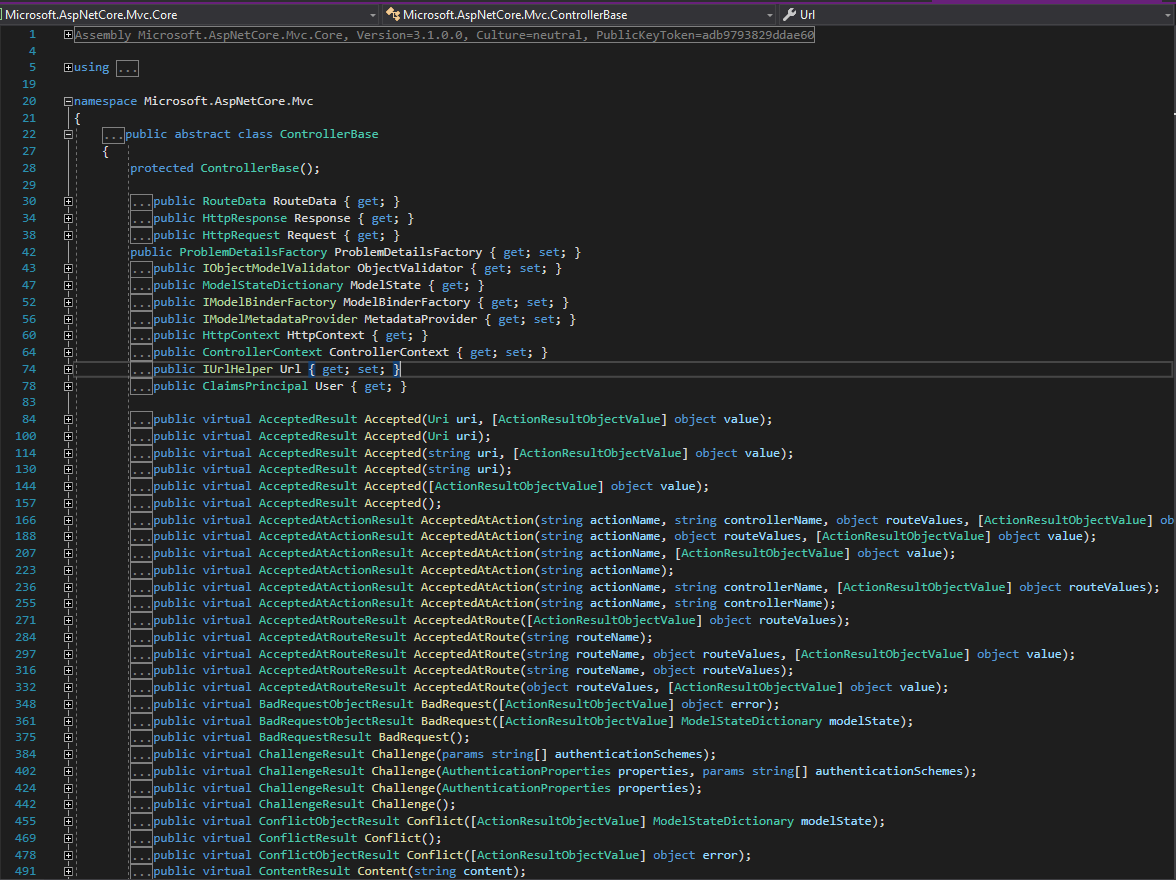 Microsoft.AspNetCore.Mvc.Core Microsoft.AspNetCore.Mvc.ControllerBase Url
1 Assembly Microsoft.AspNetCore.Mvc.Core, Version=3.1.0.0, Culture=neutral, PublicKeyToken=adb9793829ddae60
4
5 using ...
19
20 namespace Microsoft.AspNetCore.Mvc
21 {
22 ...public abstract class ControllerBase
27 {
28 protected ControllerBase();
29
30 ...public RouteData RouteData { get; }
34 ...public HttpResponse Response { get; }
38 ...public HttpRequest Request { get; }
42 public ProblemDetailsFactory ProblemDetailsFactory { get; set; }
43 ...public IObjectModelValidator ObjectValidator { get; set; }
47 ...public ModelStateDictionary ModelState { get; }
52 ...public IModelBinderFactory ModelBinderFactory { get; set; }
56 ...public IModelMetadataProvider MetadataProvider { get; set; }
60 ...public HttpContext HttpContext { get; }
64 ...public ControllerContext ControllerContext { get; set; }
74 ...public IUrlHelper Url { get; set; }
78 ...public ClaimsPrincipal User { get; }
83
84 ...public virtual AcceptedResult Accepted(Uri uri, [ActionResultObjectValue] object value);
100 ...public virtual AcceptedResult Accepted(Uri uri);
114 ...public virtual AcceptedResult Accepted(string uri, [ActionResultObjectValue] object value);
130 ...public virtual AcceptedResult Accepted(string uri);
144 ...public virtual AcceptedResult Accepted([ActionResultObjectValue] object value);
157 ...public virtual AcceptedResult Accepted();
166 ...public virtual AcceptedAtActionResult AcceptedAtAction(string actionName, string controllerName, object routeValues, [ActionResultObjectValue] ob
188 ...public virtual AcceptedAtActionResult AcceptedAtAction(string actionName, object routeValues, [ActionResultObjectValue] object value);
207 ...public virtual AcceptedAtActionResult AcceptedAtAction(string actionName, [ActionResultObjectValue] object value);
223 ...public virtual AcceptedAtActionResult AcceptedAtAction(string actionName);
236 ...public virtual AcceptedAtActionResult AcceptedAtAction(string actionName, string controllerName, [ActionResultObjectValue] object routeValues);
255 ...public virtual AcceptedAtActionResult AcceptedAtAction(string actionName, string controllerName);
271 ...public virtual AcceptedAtRouteResult AcceptedAtRoute([ActionResultObjectValue] object routeValues);
284 ...public virtual AcceptedAtRouteResult AcceptedAtRoute(string routeName);
297 ...public virtual AcceptedAtRouteResult AcceptedAtRoute(string routeName, object routeValues, [ActionResultObjectValue] object value);
316 ...public virtual AcceptedAtRouteResult AcceptedAtRoute(string routeName, object routeValues);
332 ...public virtual AcceptedAtRouteResult AcceptedAtRoute(object routeValues, [ActionResultObjectValue] object value);
348 ...public virtual BadRequestObjectResult BadRequest([ActionResultObjectValue] object error);
361 ...public virtual BadRequestObjectResult BadRequest([ActionResultObjectValue] ModelStateDictionary modelState);
375 ...public virtual BadRequestResult BadRequest();
384 ...public virtual ChallengeResult Challenge(params string[] authenticationSchemes);
402 ...public virtual ChallengeResult Challenge(AuthenticationProperties properties, params string[] authenticationSchemes);
424 ...public virtual ChallengeResult Challenge(AuthenticationProperties properties);
442 ...public virtual ChallengeResult Challenge();
455 ...public virtual ConflictObjectResult Conflict([ActionResultObjectValue] ModelStateDictionary modelState);
469 ...public virtual ConflictResult Conflict();
478 ...public virtual ConflictObjectResult Conflict([ActionResultObjectValue] object error);
491 ...public virtual ContentResult Content(string content);